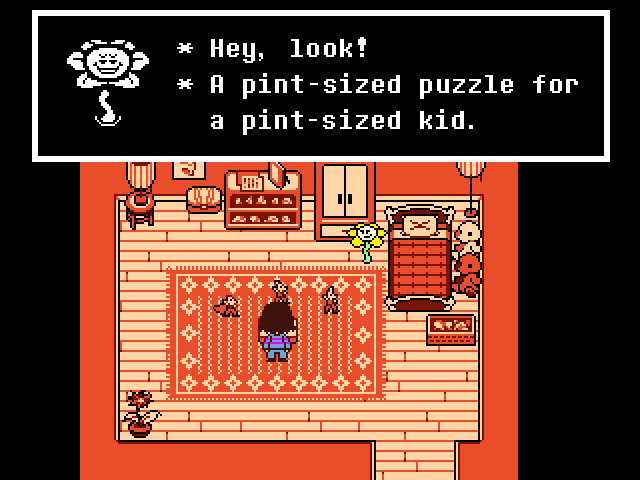 * Hey, look!
* A pint-sized puzzle for
a pint-sized kid.